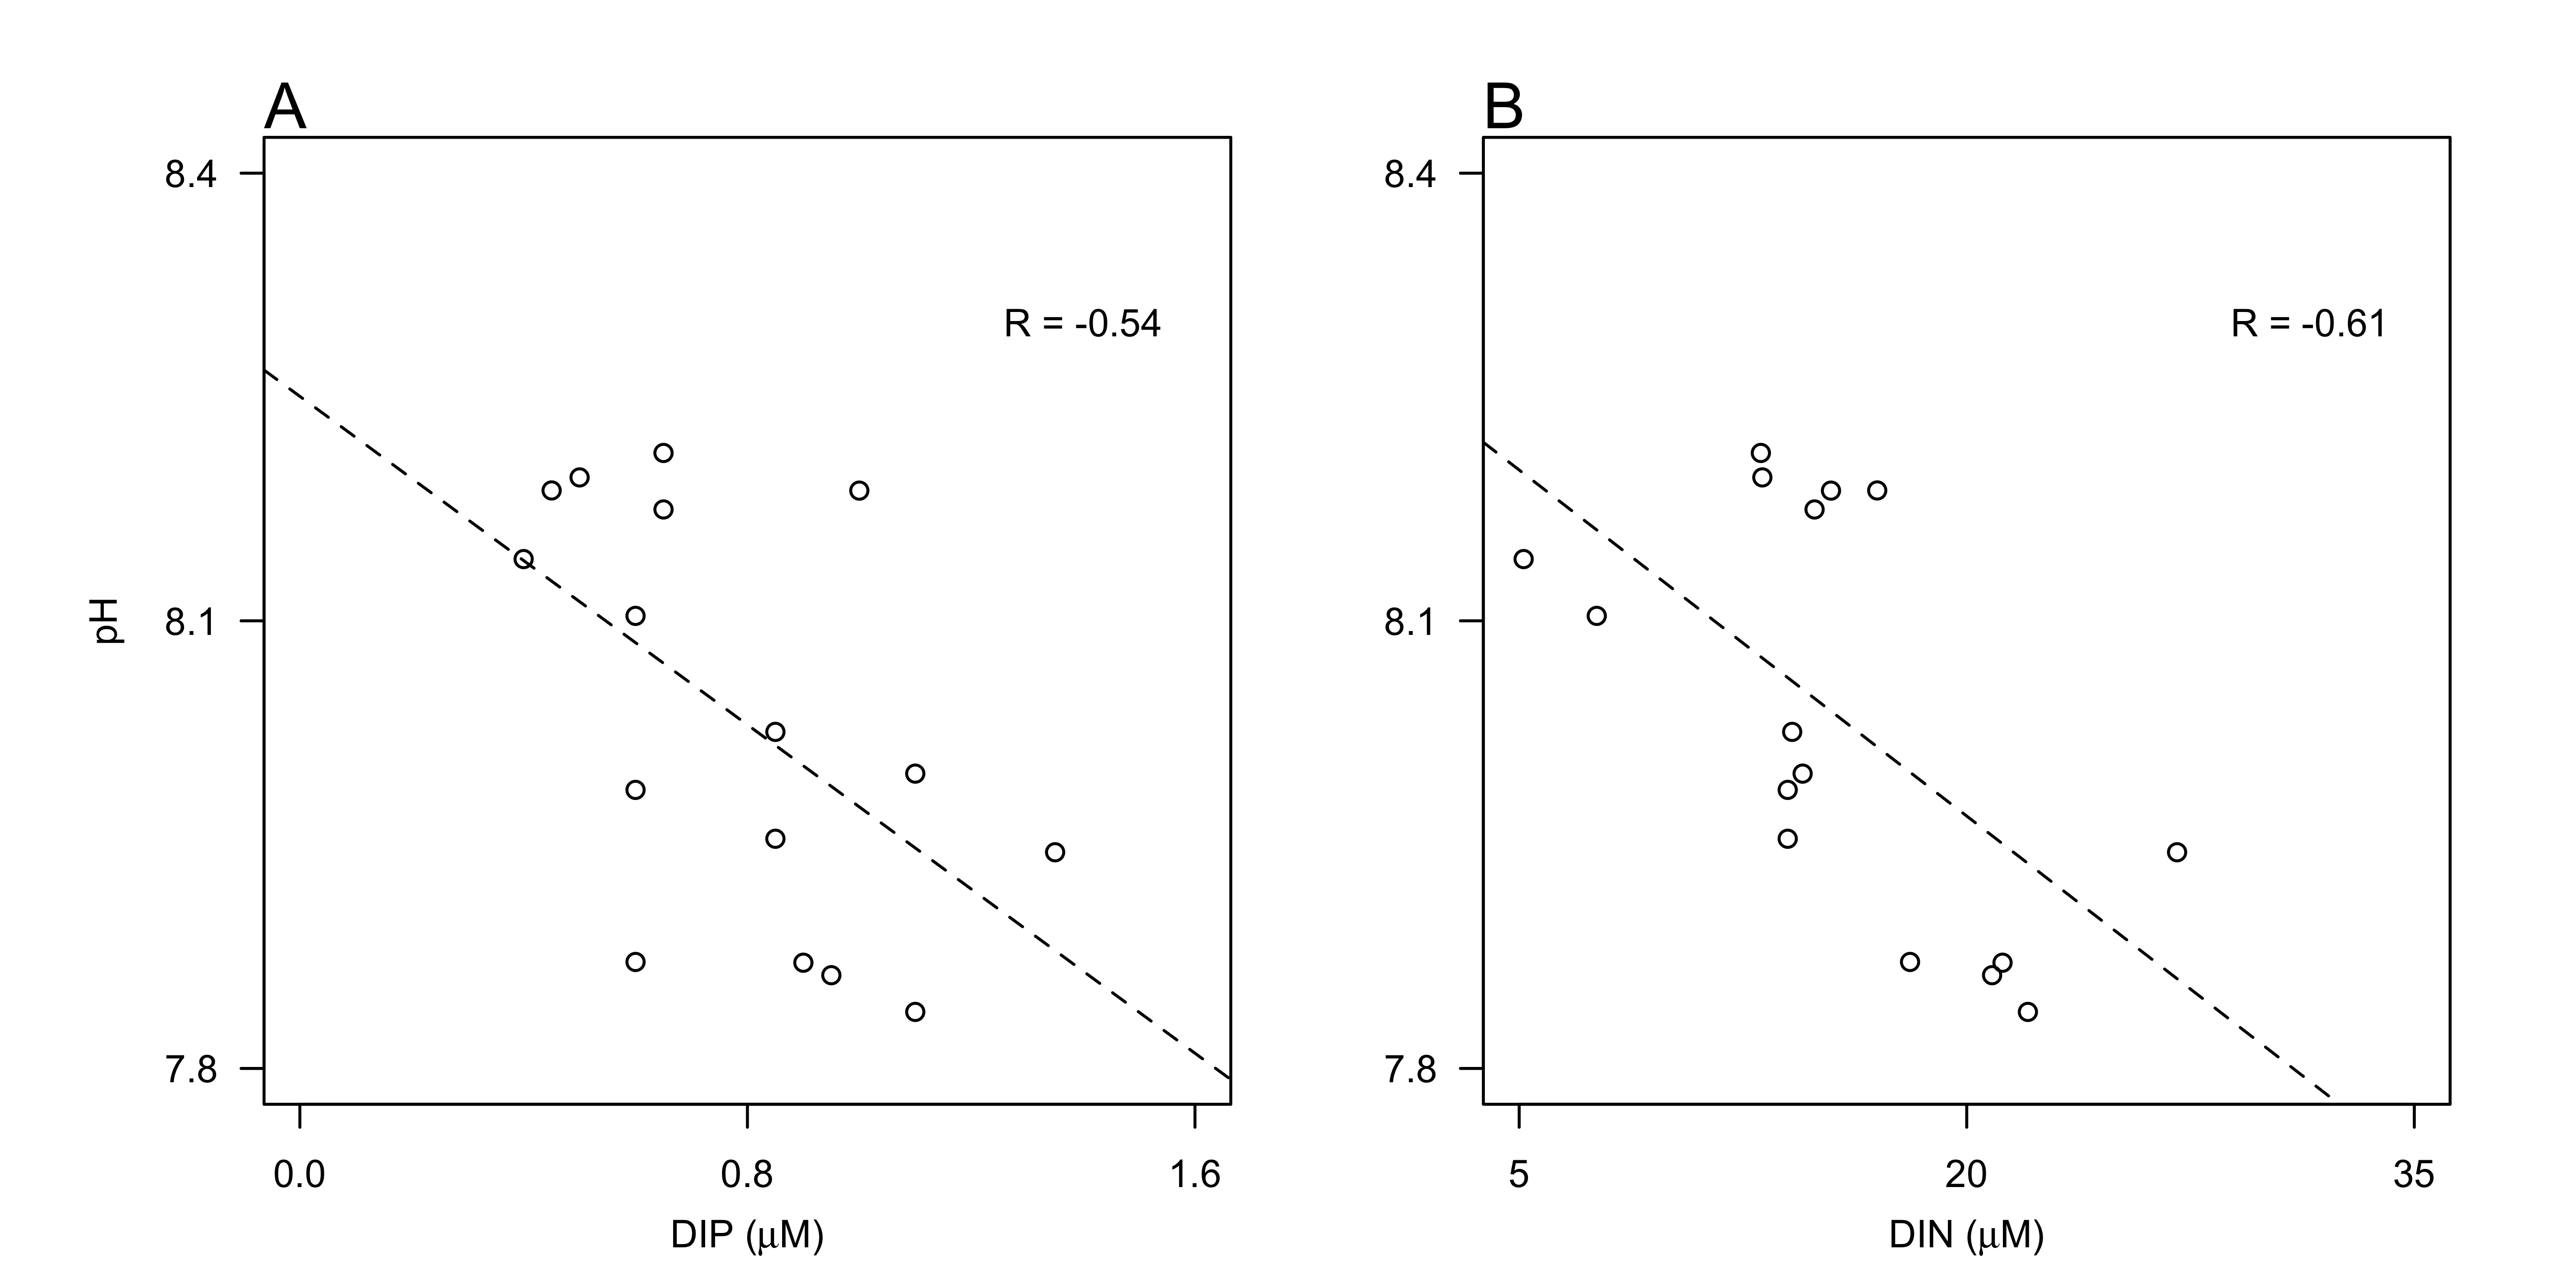 A
8.4
8.1
7.8
pH
R = -0.54
0.0 0.8 1.6
DIP (μM)
B
8.4
8.1
7.8
R = -0.61
5 20 35
DIN (μM)